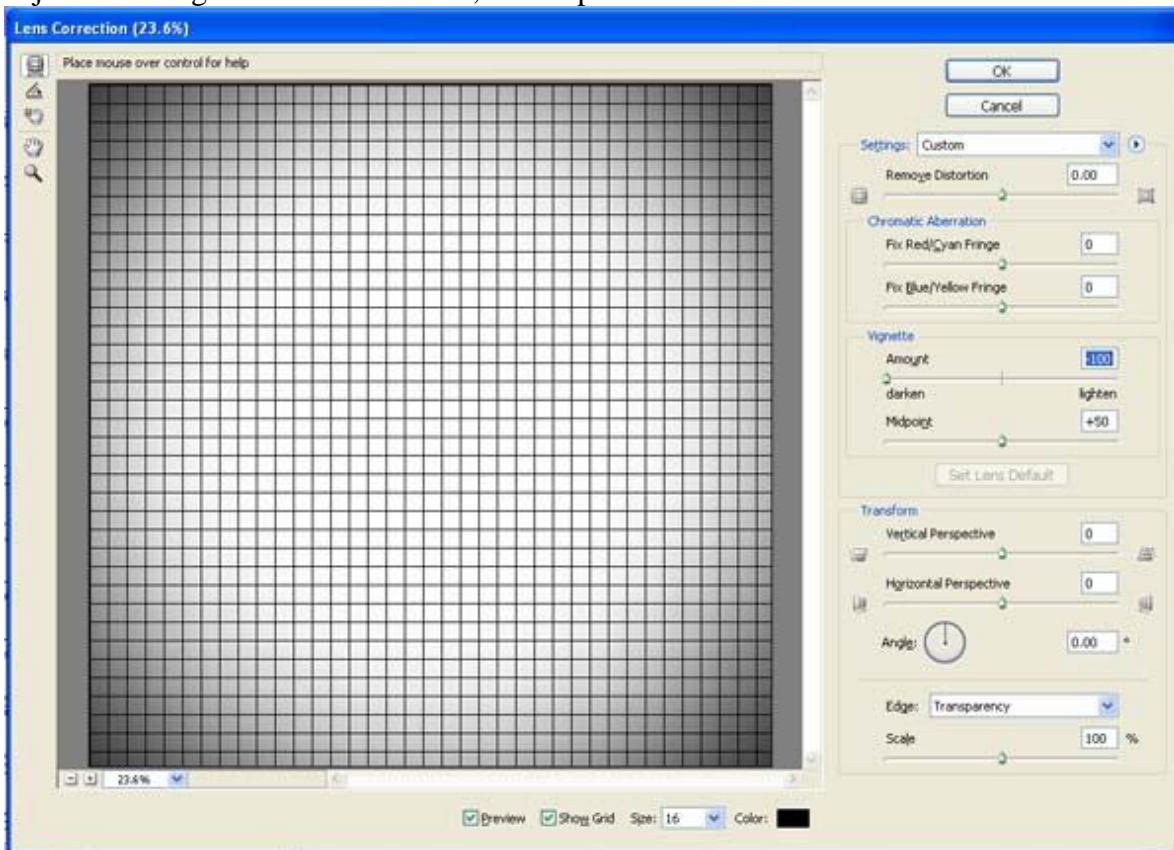 Lens Correction (23.6%)
Place mouse over control for help
OK
Cancel
Settings: Custom
Remove Distortion 0.00
Chromatic Aberration
Fix Red/Cyan Fringe 0
Fix Blue/Yellow Fringe 0
Vignette
Amount -100
darken lighten
Midpoint +50
Set Lens Default
Transform
Vertical Perspective 0
Horizontal Perspective 0
Angle: 0.00 °
Edge: Transparency
Scale 100 %
23.6%
Preview Show Grid Size: 16 Color: